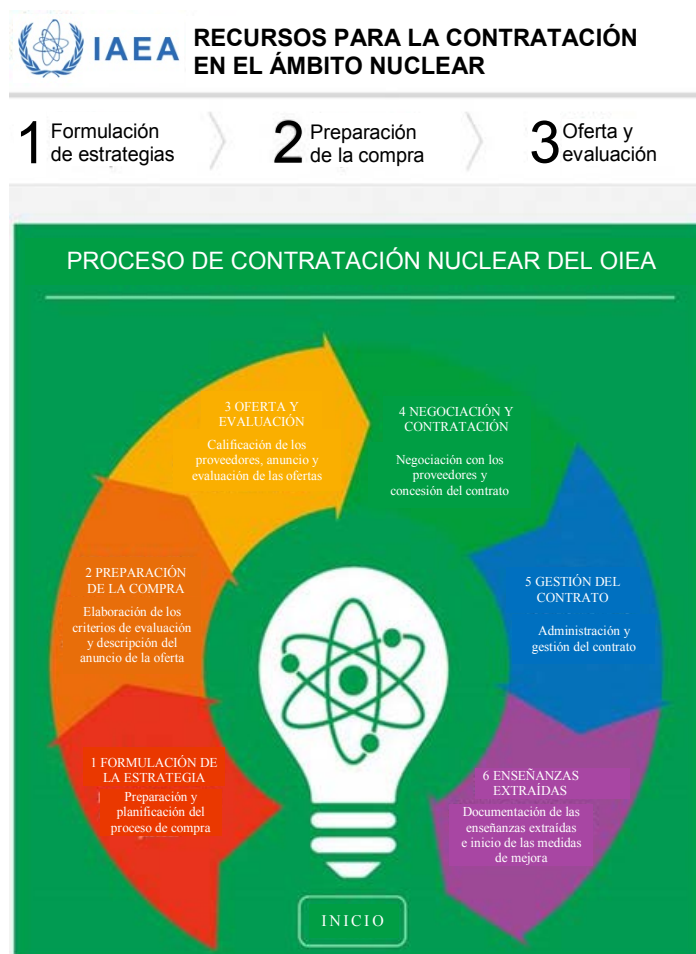 IAEA
RECURSOS PARA LA CONTRATACIÓN
EN EL ÁMBITO NUCLEAR
1 Formulación
de estrategias
2 Preparación
de la compra
3 Oferta y
evaluación
PROCESO DE CONTRATACIÓN NUCLEAR DEL OIEA
1 FORMULACIÓN DE
LA ESTRATEGIA
Preparación y
planificación del
proceso de compra
2 PREPARACIÓN
DE LA COMPRA
Elaboración de los
criterios de evaluación
y descripción del
anuncio de la oferta
3 OFERTA Y
EVALUACIÓN
Calificación de los
proveedores, anuncio y
evaluación de las ofertas
4 NEGOCIACIÓN Y
CONTRATACIÓN
Negociación con los
proveedores y
concesión del contrato
5 GESTIÓN DEL
CONTRATO
Administración y
gestión del contrato
6 ENSEÑANZAS
EXTRAÍDAS
Documentación de las
enseñanzas extraídas
e inicio de las medidas
de mejora
INICIO